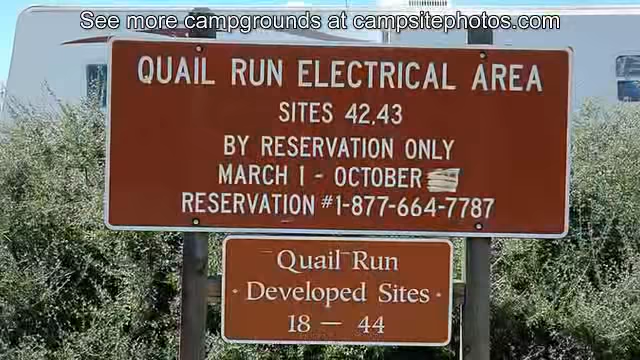 See more campgrounds at campsitephotos.com
QUAIL RUN ELECTRICAL AREA
SITES 42,43
BY RESERVATION ONLY
MARCH 1 - OCTOBER
RESERVATION #1-877-664-7787
Quail Run
· Developed Sites ·
18 — 44